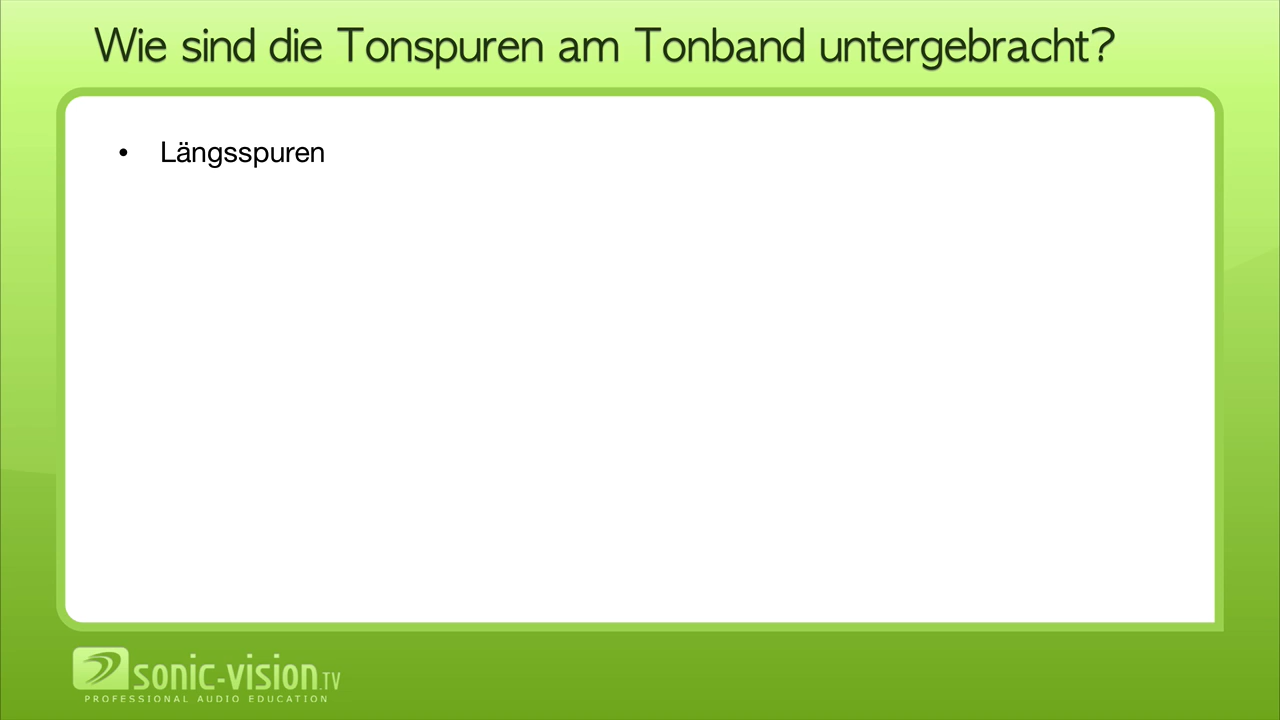 Wie sind die Tonspuren am Tonband untergebracht?
• Längsspuren
sonic-vision.TV
PROFESSIONAL AUDIO EDUCATION